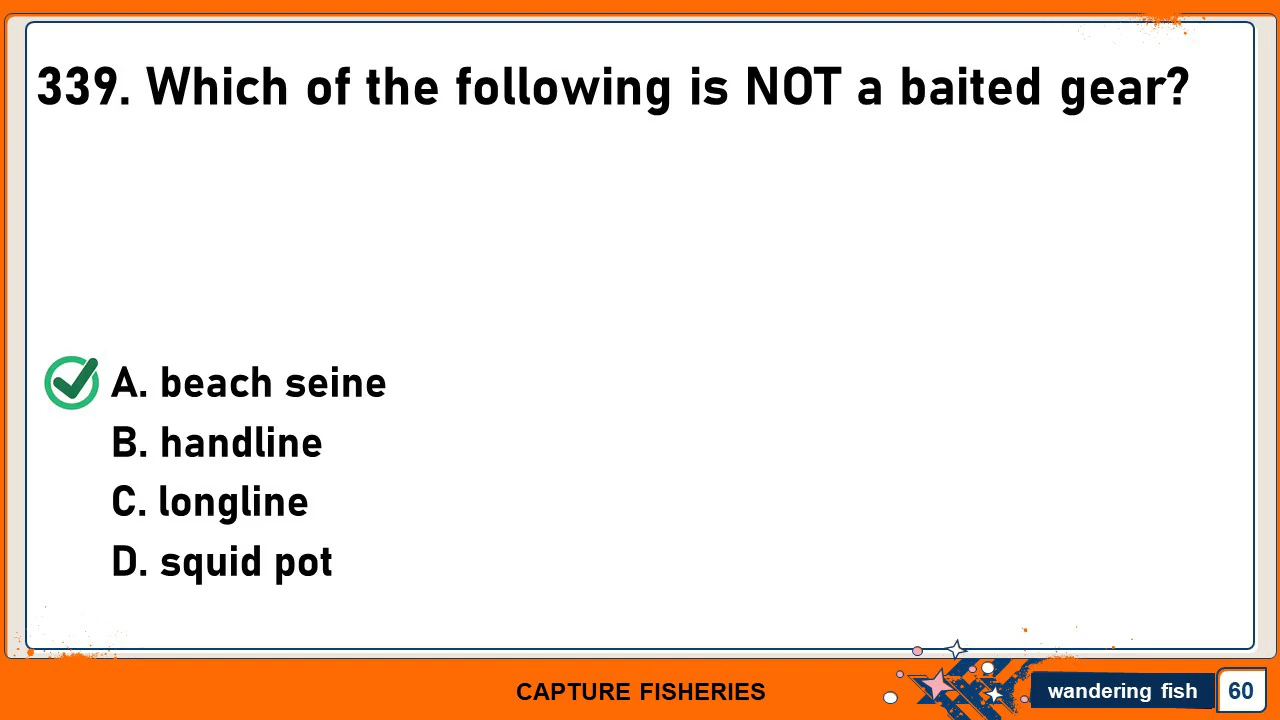 339. Which of the following is NOT a baited gear?
A. beach seine
B. handline
C. longline
D. squid pot
CAPTURE FISHERIES
wandering fish
60